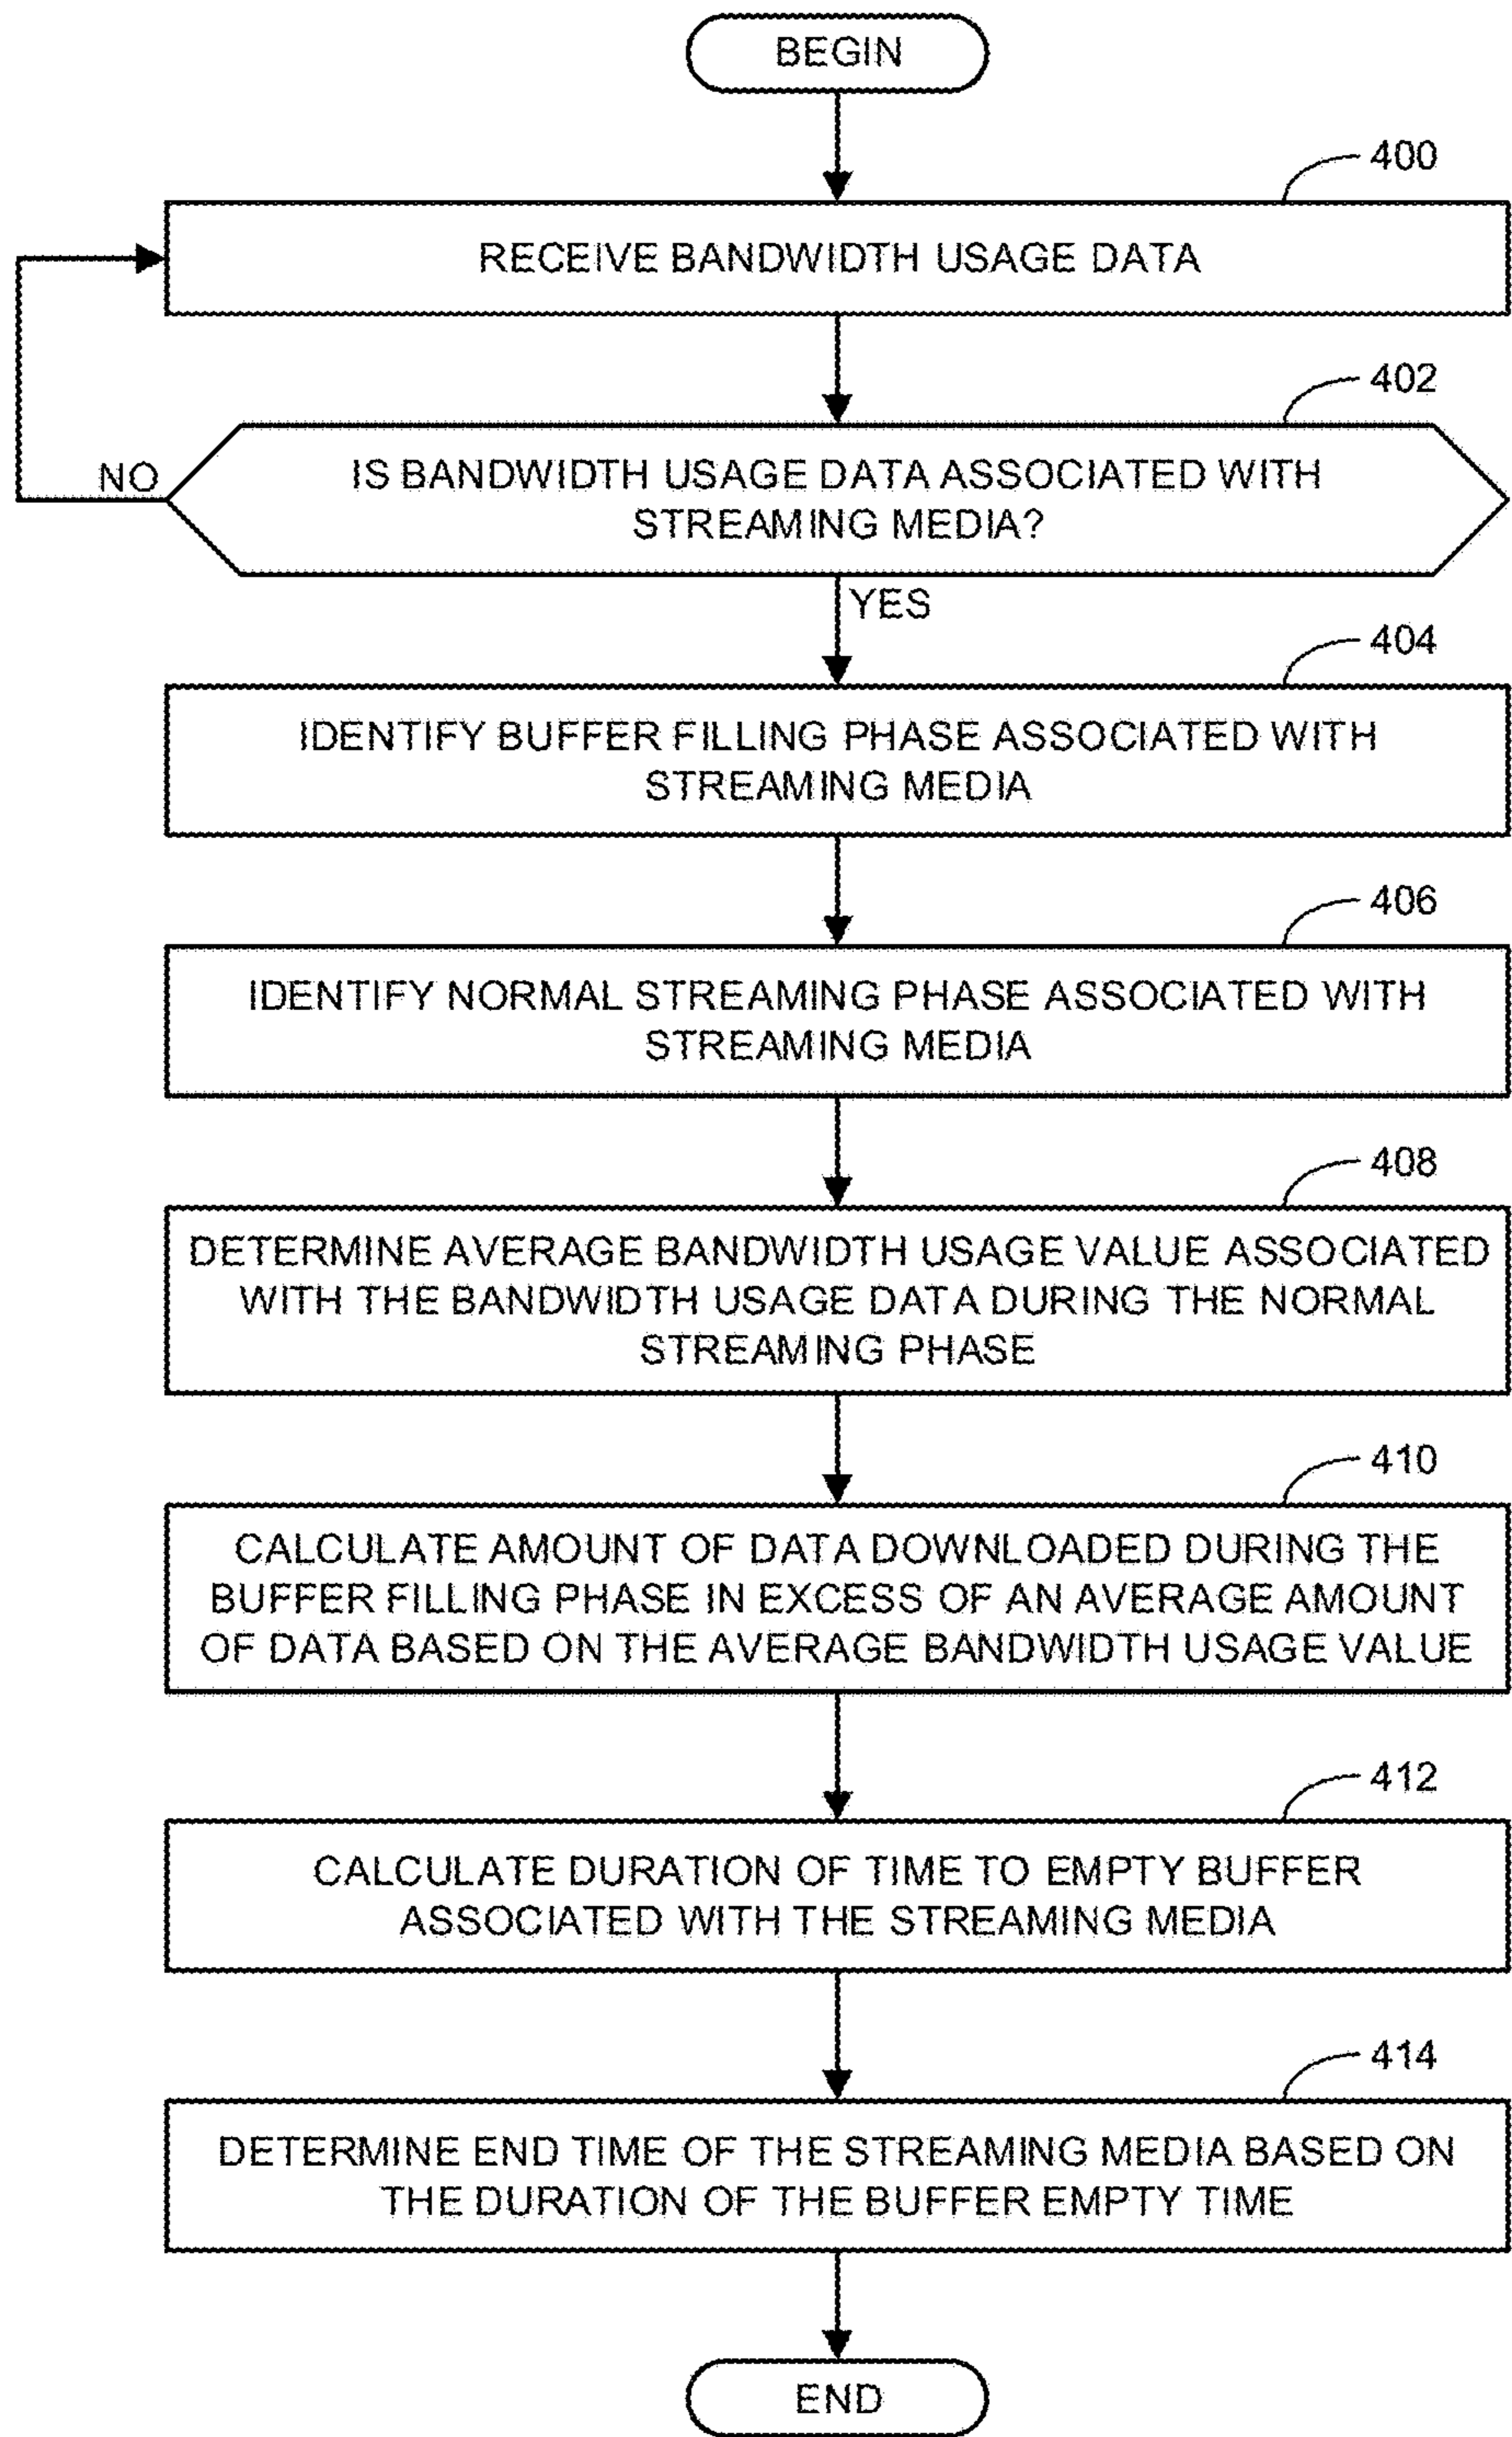 BEGIN
400
RECEIVE BANDWIDTH USAGE DATA
402
NO
IS BANDWIDTH USAGE DATA ASSOCIATED WITH
STREAMING MEDIA?
YES
404
IDENTIFY BUFFER FILLING PHASE ASSOCIATED WITH
STREAMING MEDIA
406
IDENTIFY NORMAL STREAMING PHASE ASSOCIATED WITH
STREAMING MEDIA
408
DETERMINE AVERAGE BANDWIDTH USAGE VALUE ASSOCIATED
WITH THE BANDWIDTH USAGE DATA DURING THE NORMAL
STREAMING PHASE
410
CALCULATE AMOUNT OF DATA DOWNLOADED DURING THE
BUFFER FILLING PHASE IN EXCESS OF AN AVERAGE AMOUNT
OF DATA BASED ON THE AVERAGE BANDWIDTH USAGE VALUE
412
CALCULATE DURATION OF TIME TO EMPTY BUFFER
ASSOCIATED WITH THE STREAMING MEDIA
414
DETERMINE END TIME OF THE STREAMING MEDIA BASED ON
THE DURATION OF THE BUFFER EMPTY TIME
END